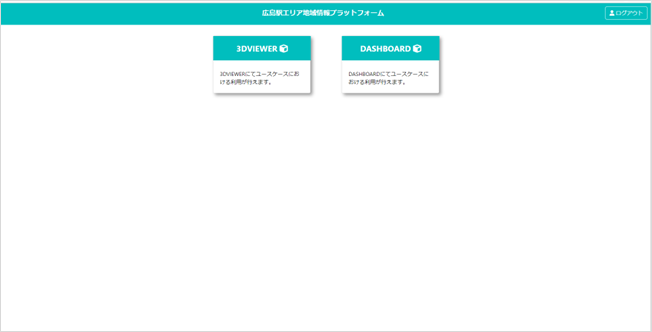 広島駅エリア地域情報プラットフォーム
ログアウト
3DVIEWER
DASHBOARD
3DVIEWERにてユースケースにお
ける利用が行えます。
DASHBOARDにてユースケースに
おける利用が行えます。